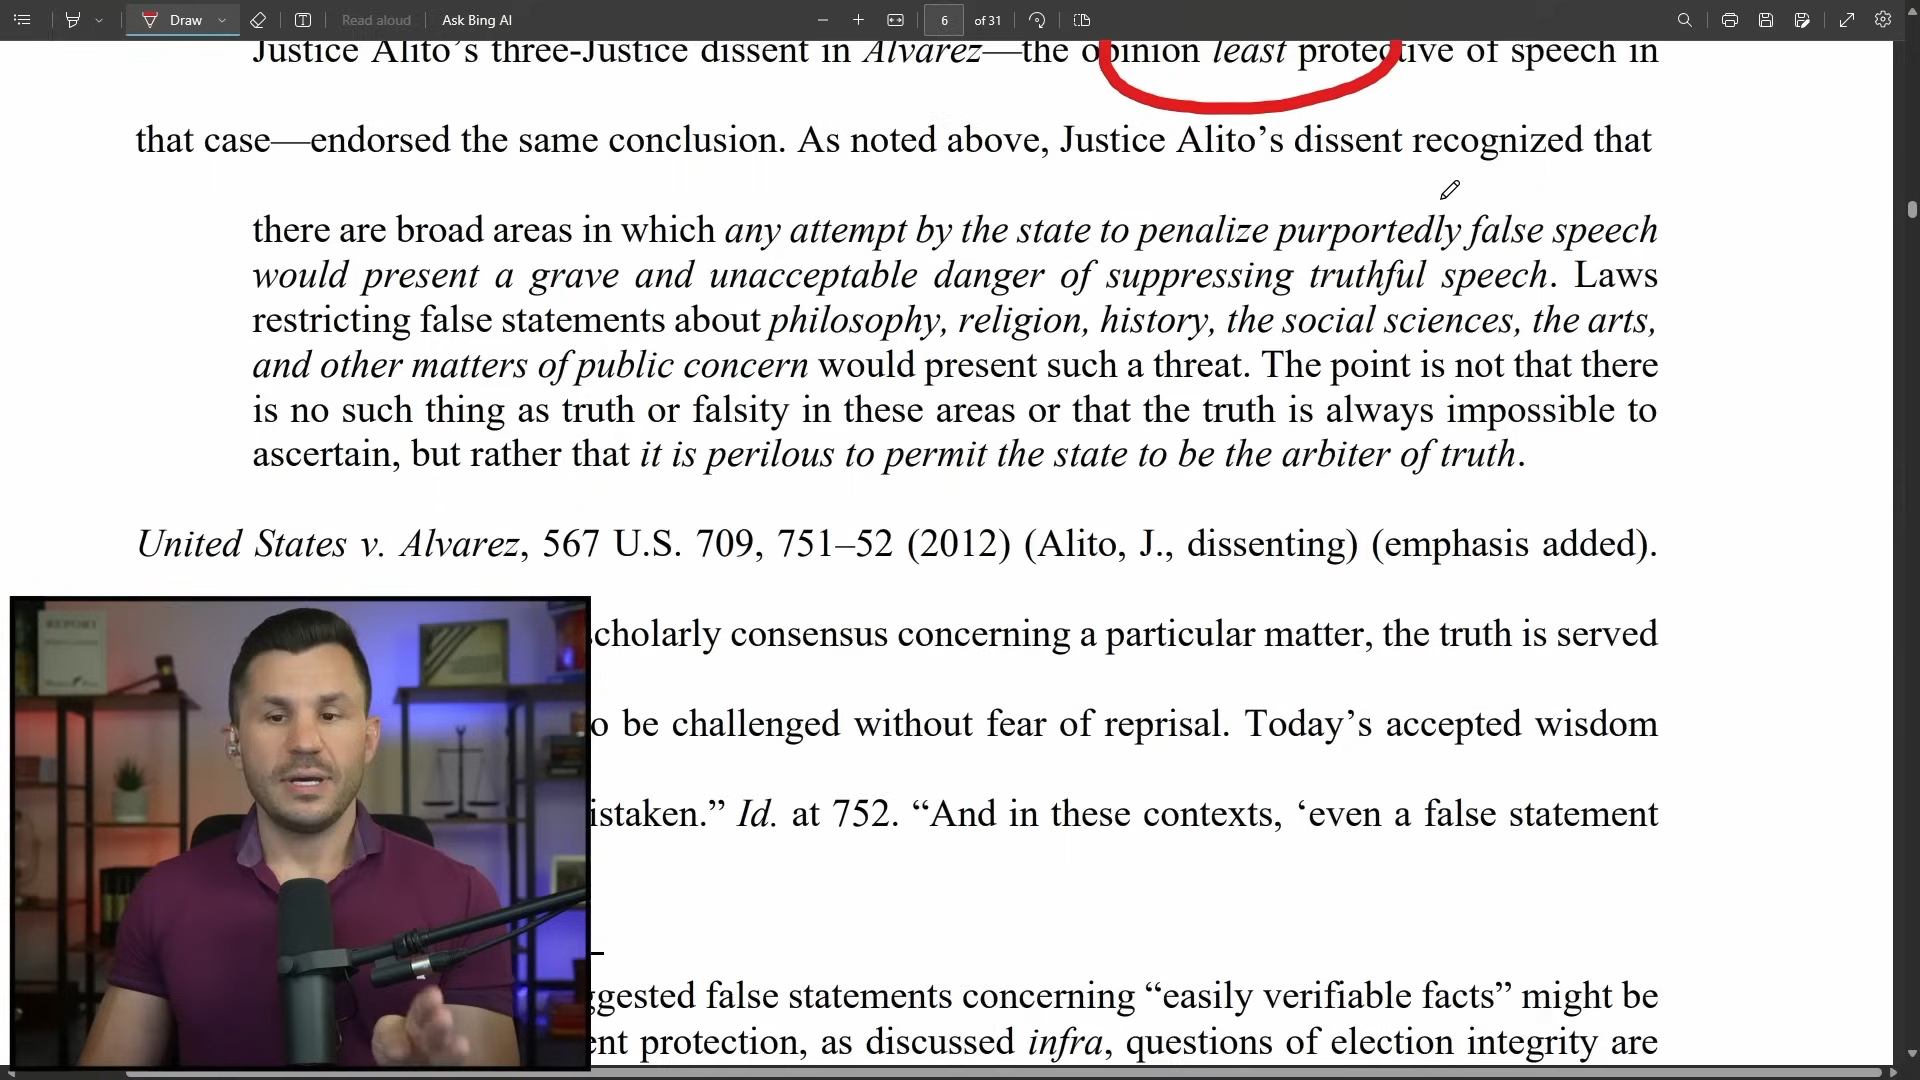 Draw
Read aloud
Ask Bing AI
6 of 31
Justice Alito’s three-Justice dissent in Alvarez—the opinion least protective of speech in
that case—endorsed the same conclusion. As noted above, Justice Alito’s dissent recognized that
there are broad areas in which any attempt by the state to penalize purportedly false speech
would present a grave and unacceptable danger of suppressing truthful speech. Laws
restricting false statements about philosophy, religion, history, the social sciences, the arts,
and other matters of public concern would present such a threat. The point is not that there
is no such thing as truth or falsity in these areas or that the truth is always impossible to
ascertain, but rather that it is perilous to permit the state to be the arbiter of truth.
United States v. Alvarez, 567 U.S. 709, 751–52 (2012) (Alito, J., dissenting) (emphasis added).
scholarly consensus concerning a particular matter, the truth is served
o be challenged without fear of reprisal. Today’s accepted wisdom
istaken.” Id. at 752. “And in these contexts, ‘even a false statement
ggested false statements concerning “easily verifiable facts” might be
ent protection, as discussed infra, questions of election integrity are
REPORT